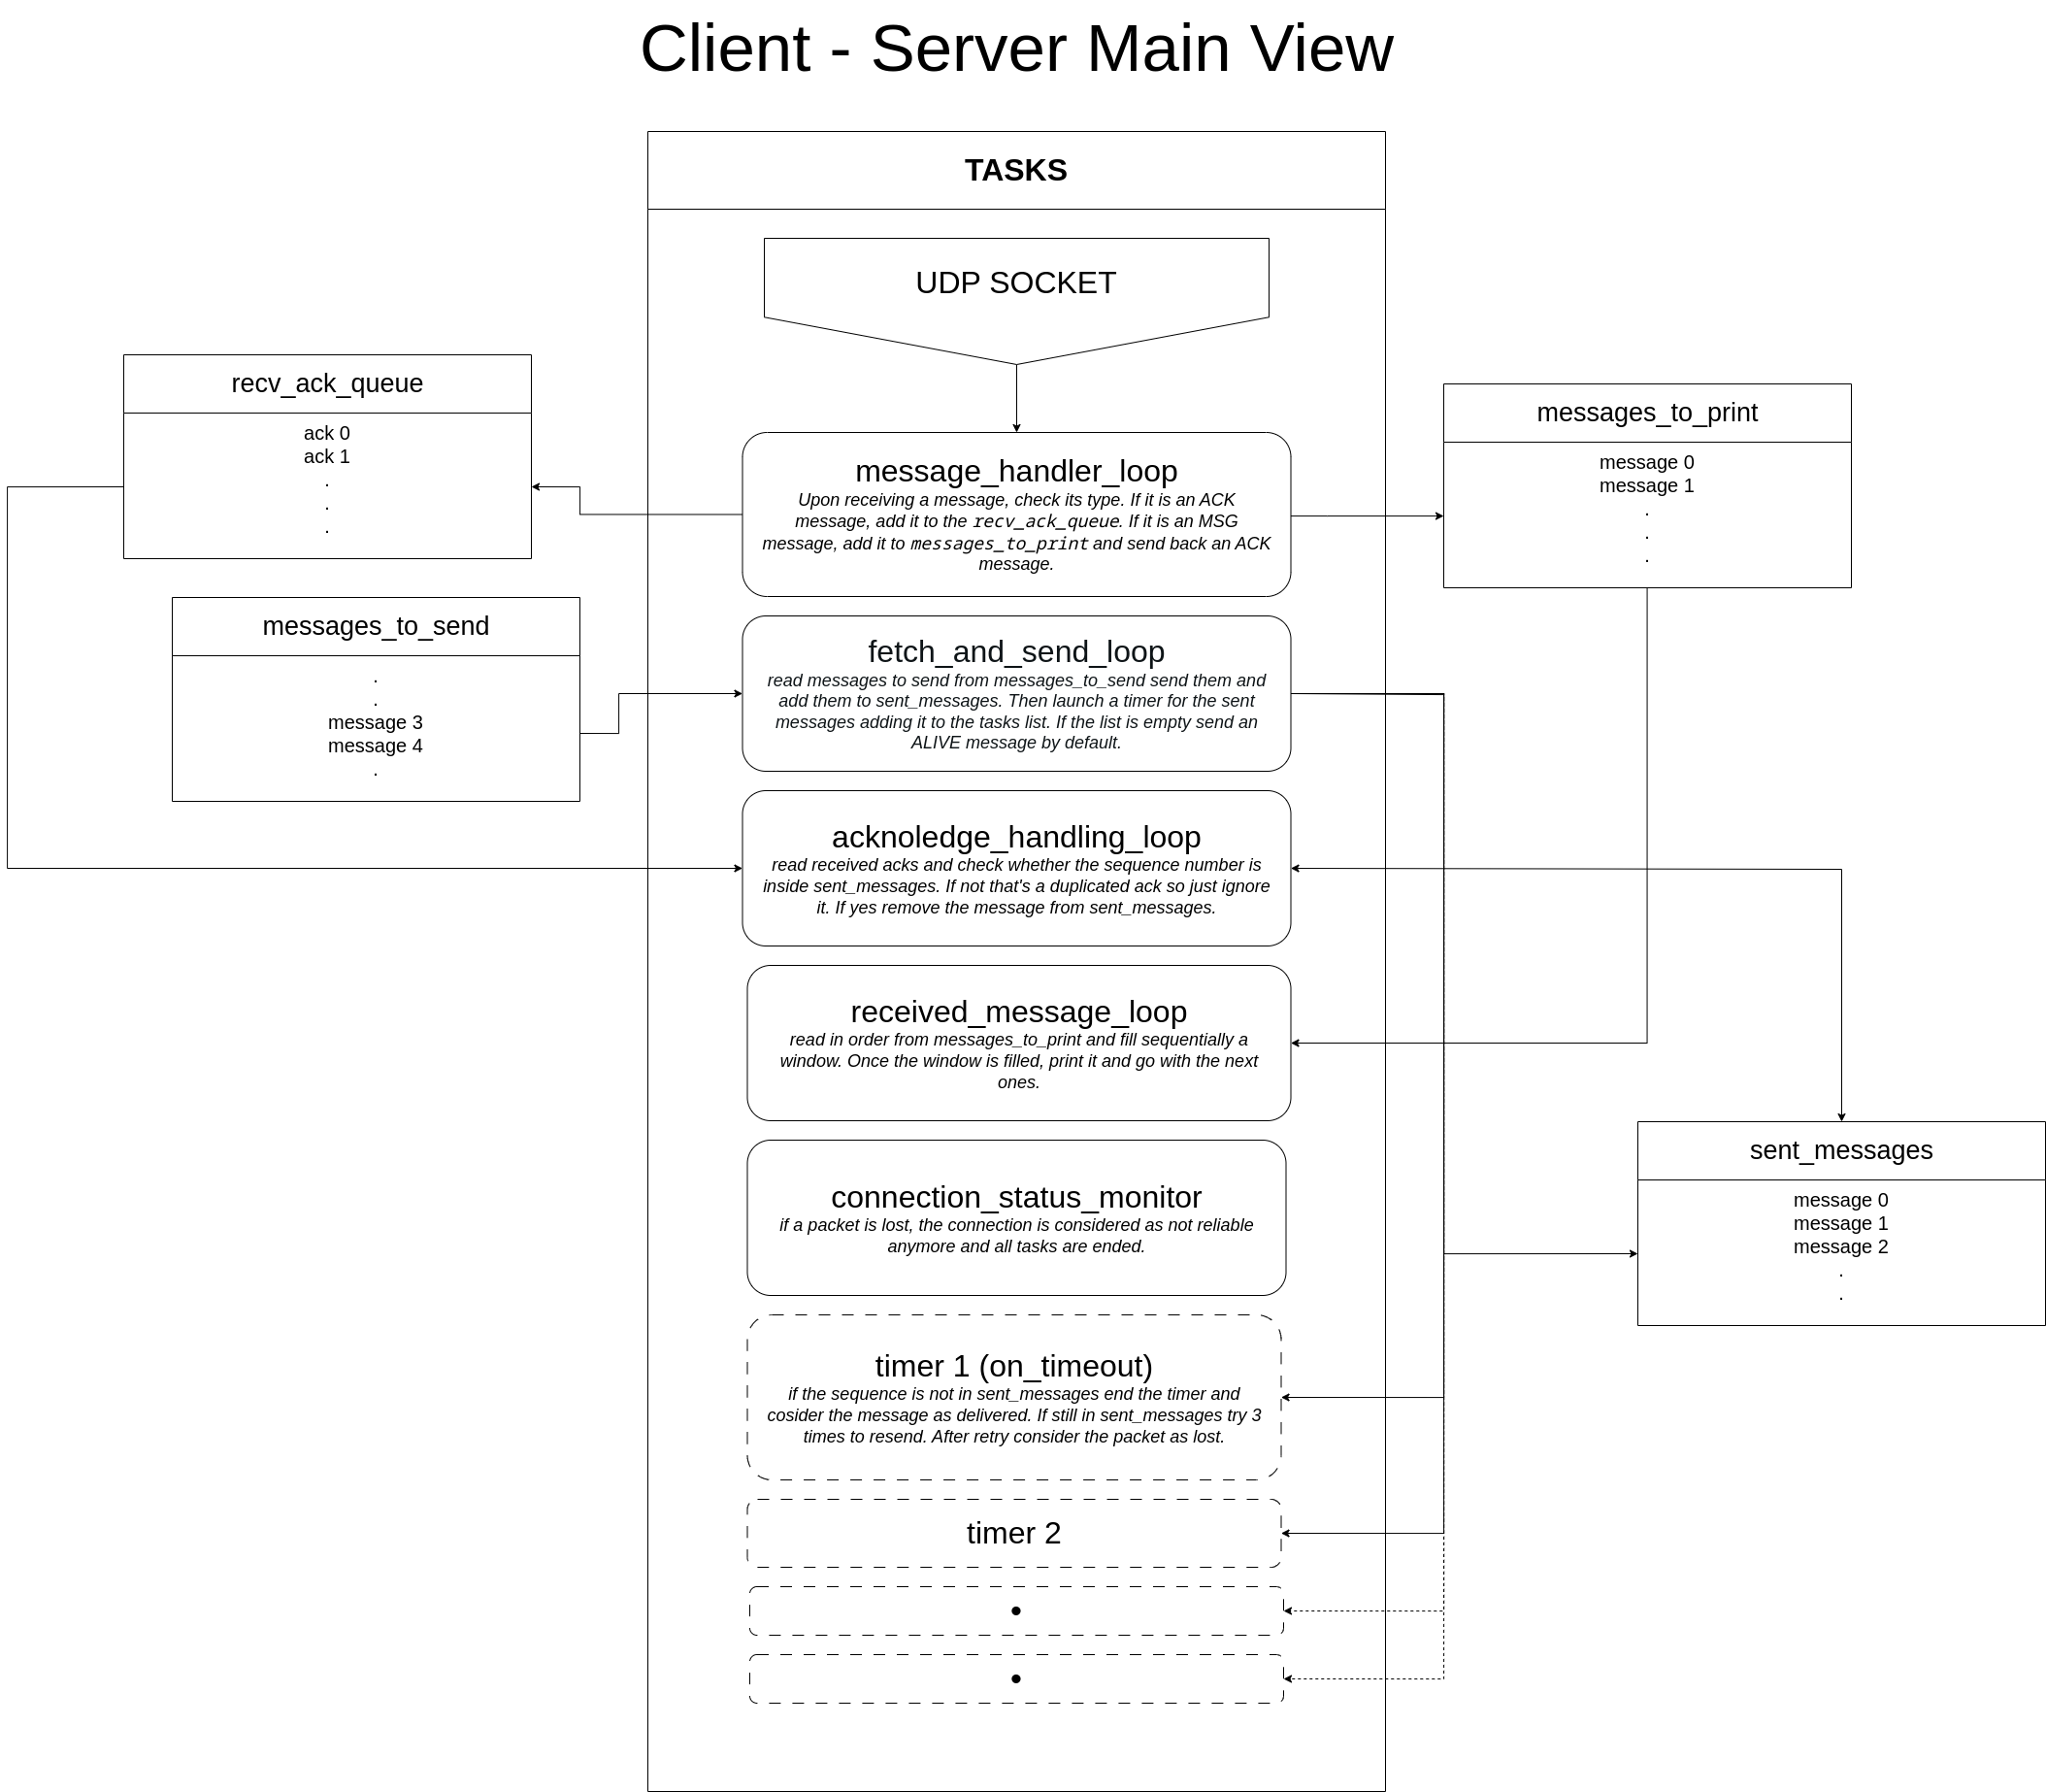 Client - Server Main View
TASKS
UDP SOCKET
recv_ack_queue
ack 0
ack 1
.
.
.
messages_to_print
message 0
message 1
.
.
.
message_handler_loop
Upon receiving a message, check its type. If it is an ACK
message, add it to the recv_ack_queue. If it is an MSG
message, add it to messages_to_print and send back an ACK
message.
messages_to_send
.
.
message 3
message 4
.
fetch_and_send_loop
read messages to send from messages_to_send send them and
add them to sent_messages. Then launch a timer for the sent
messages adding it to the tasks list. If the list is empty send an
ALIVE message by default.
acknoledge_handling_loop
read received acks and check whether the sequence number is
inside sent_messages. If not that's a duplicated ack so just ignore
it. If yes remove the message from sent_messages.
received_message_loop
read in order from messages_to_print and fill sequentially a
window. Once the window is filled, print it and go with the next
ones.
connection_status_monitor
if a packet is lost, the connection is considered as not reliable
anymore and all tasks are ended.
sent_messages
message 0
message 1
message 2
.
.
timer 1 (on_timeout)
if the sequence is not in sent_messages end the timer and
cosider the message as delivered. If still in sent_messages try 3
times to resend. After retry consider the packet as lost.
timer 2
•
•